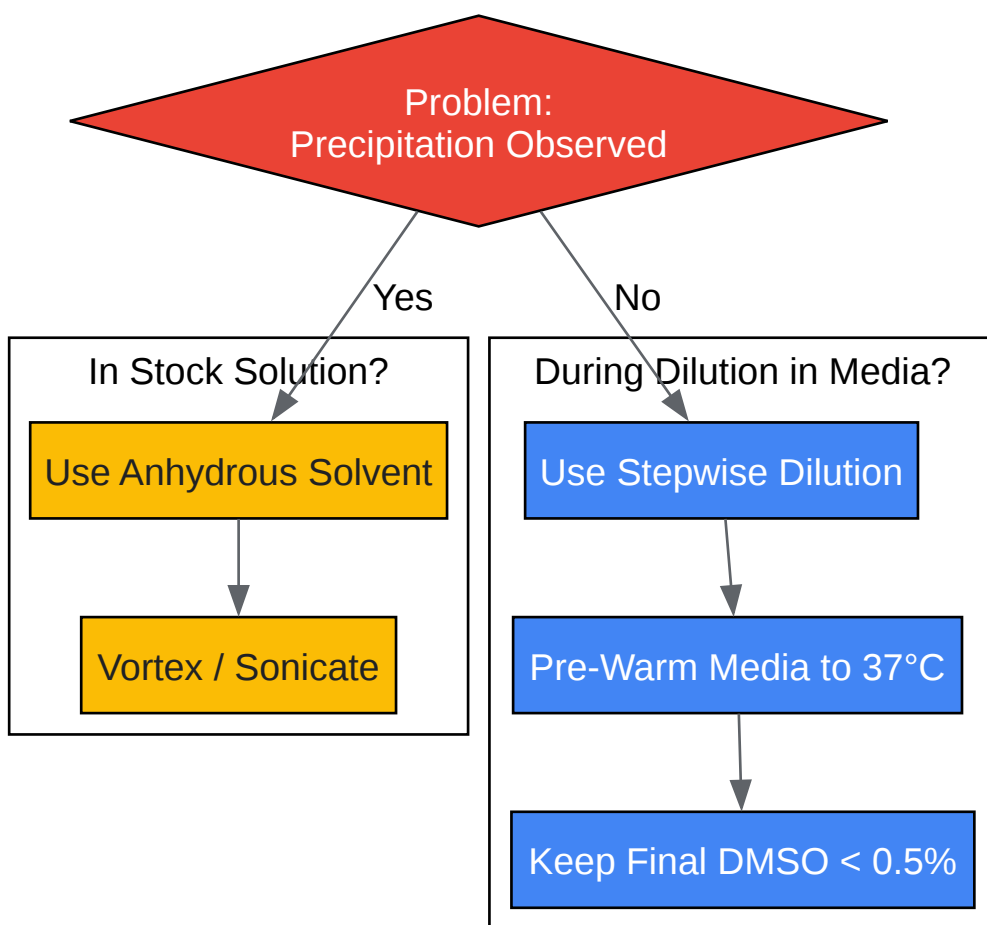 Problem:
Precipitation Observed
Yes
No
In Stock Solution?
During Dilution in Media?
Use Anhydrous Solvent
Use Stepwise Dilution
Vortex / Sonicate
Pre-Warm Media to 37°C
Keep Final DMSO < 0.5%